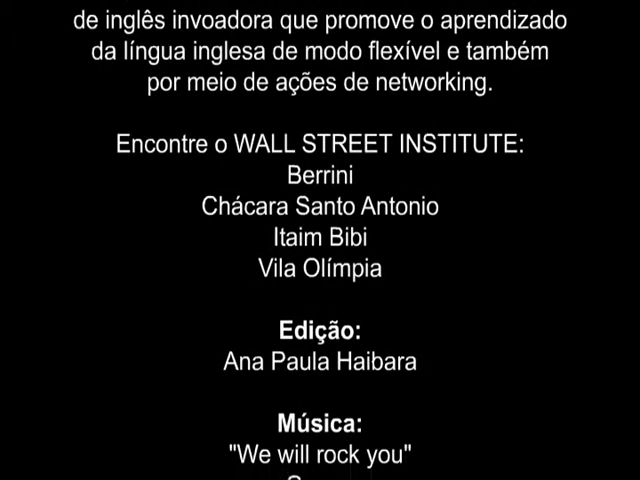 de inglês invoadora que promove o aprendizado
da língua inglesa de modo flexível e também
por meio de ações de networking.
Encontre o WALL STREET INSTITUTE:
Berrini
Chácara Santo Antonio
Itaim Bibi
Vila Olímpia
Edição:
Ana Paula Haibara
Música:
"We will rock you"